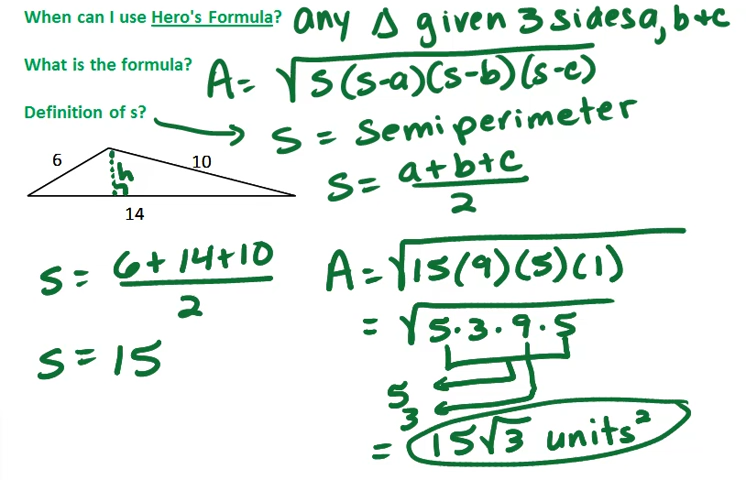 When can I use Hero's Formula? any △ given 3 sides a, b + c
What is the formula? A = √s(s-a)(s-b)(s-c)
Definition of s? → s = semiperimeter
s = a + b + c / 2
6
10
h
14
s = 6 + 14 + 10 / 2
s = 15
A = √15(9)(5)(1)
= √5·3·9·5
5
3
= 15√3 units²